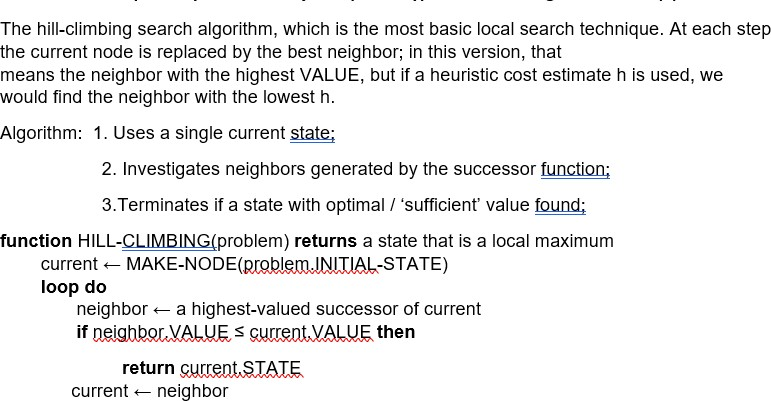 The hill-climbing search algorithm, which is the most basic local search technique. At each step
the current node is replaced by the best neighbor; in this version, that
means the neighbor with the highest VALUE, but if a heuristic cost estimate h is used, we
would find the neighbor with the lowest h.
Algorithm: 1. Uses a single current state;
2. Investigates neighbors generated by the successor function;
3.Terminates if a state with optimal / ‘sufficient’ value found;
function HILL-CLIMBING(problem) returns a state that is a local maximum
current ← MAKE-NODE(problem.INITIAL-STATE)
loop do
neighbor ← a highest-valued successor of current
if neighbor.VALUE ≤ current.VALUE then
return current.STATE
current ← neighbor